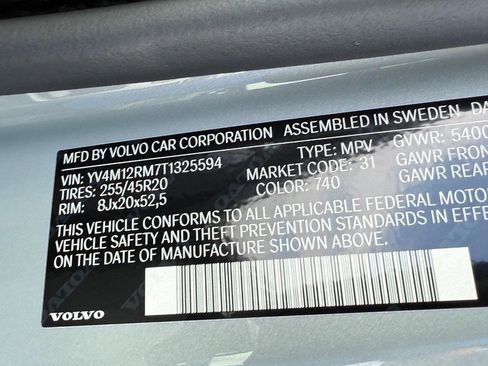 MFD BY VOLVO CAR CORPORATION ASSEMBLED IN SWEDEN DA
VIN: YV4M12RM7T1325594 TYPE: MPV GVWR: 5400
TIRES: 255/45R20 MARKET CODE: 31 GAWR FRON
RIM: 8Jx20x52,5 COLOR: 740 GAWR REAR
THIS VEHICLE CONFORMS TO ALL APPLICABLE FEDERAL MOTOR
VEHICLE SAFETY AND THEFT PREVENTION STANDARDS IN EFFE
ON THE DATE OF MANUFACTURE SHOWN ABOVE.
VOLVO